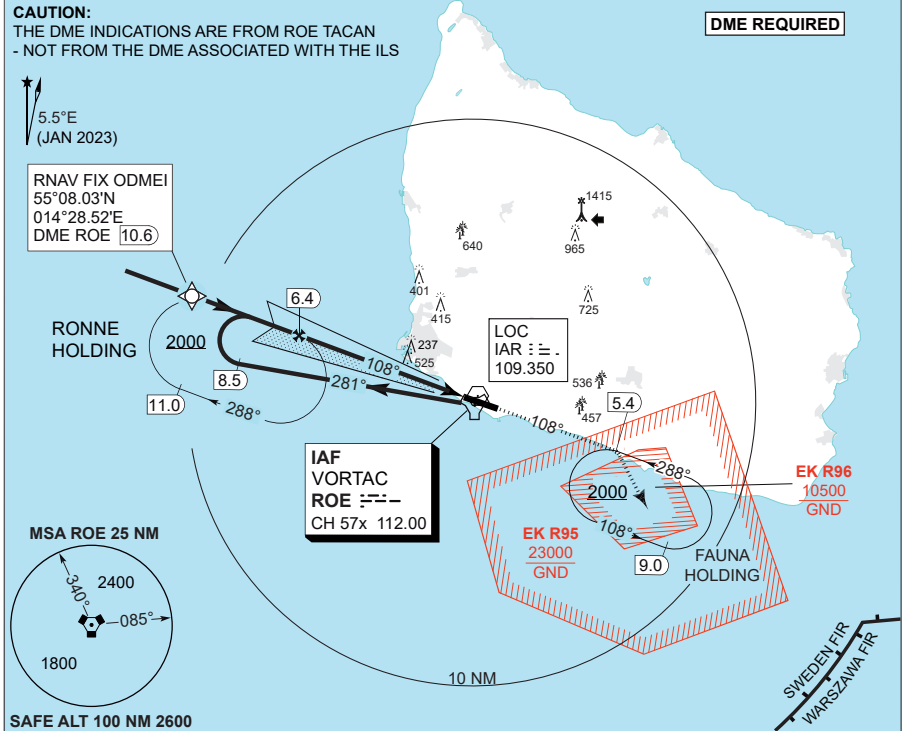 CAUTION:
THE DME INDICATIONS ARE FROM ROE TACAN
- NOT FROM THE DME ASSOCIATED WITH THE ILS
DME REQUIRED
5.5°E
(JAN 2023)
RNAV FIX ODMEI
55°08.03'N
014°28.52'E
DME ROE 10.6
1415
640
965
401
415
725
6.4
RONNE
HOLDING
2000
237
525
LOC
IAR
109.350
108°
281°
8.5
11.0
288°
536
457
5.4
108°
IAF
VORTAC
ROE
CH 57x 112.00
288°
2000
108°
9.0
EK R96
10500
GND
EK R95
23000
GND
FAUNA
HOLDING
MSA ROE 25 NM
340°
2400
085°
1800
SAFE ALT 100 NM 2600
10 NM
SWEDEN FIR
WARSZAWA FIR